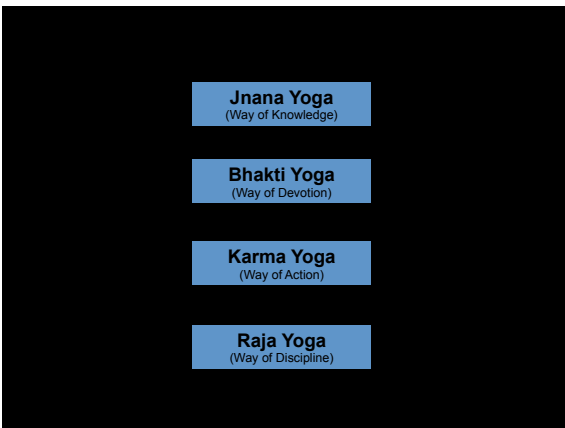 Jnana Yoga
(Way of Knowledge)
Bhakti Yoga
(Way of Devotion)
Karma Yoga
(Way of Action)
Raja Yoga
(Way of Discipline)